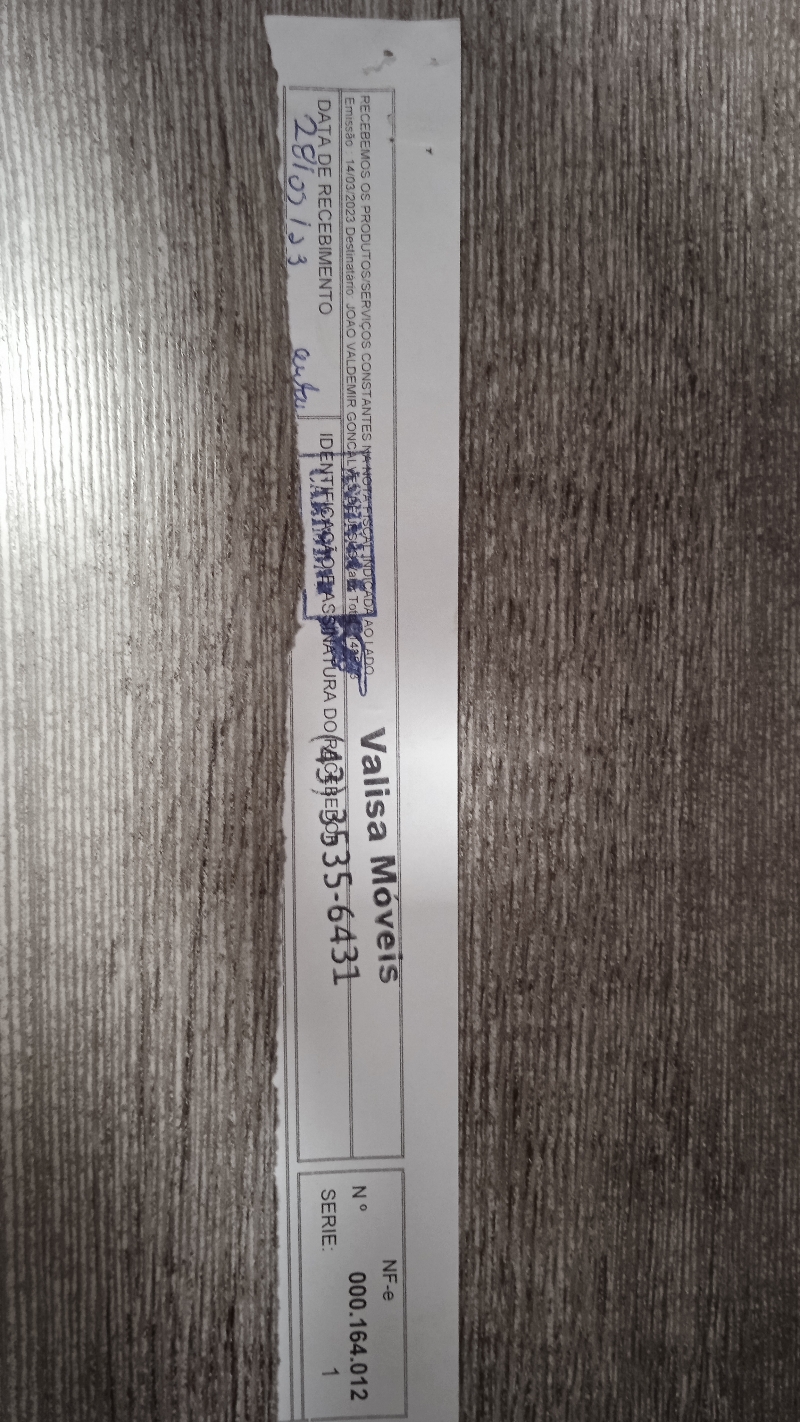 RECEBEMOS OS PRODUTOS/SERVIÇOS CONSTANTES NA NOTA FISCAL INDICADA AO LADO
Emissão : 14/03/2023 Destinatário: JOAO VALDEMIR GONCALVES
DATA DE RECEBIMENTO
IDENTIFICAÇÃO E ASSINATURA DO RECEBEDOR
28/03/23
Valisa Móveis
(43) 3535-6431
NF-e
Nº 000.164.012
SERIE: 1